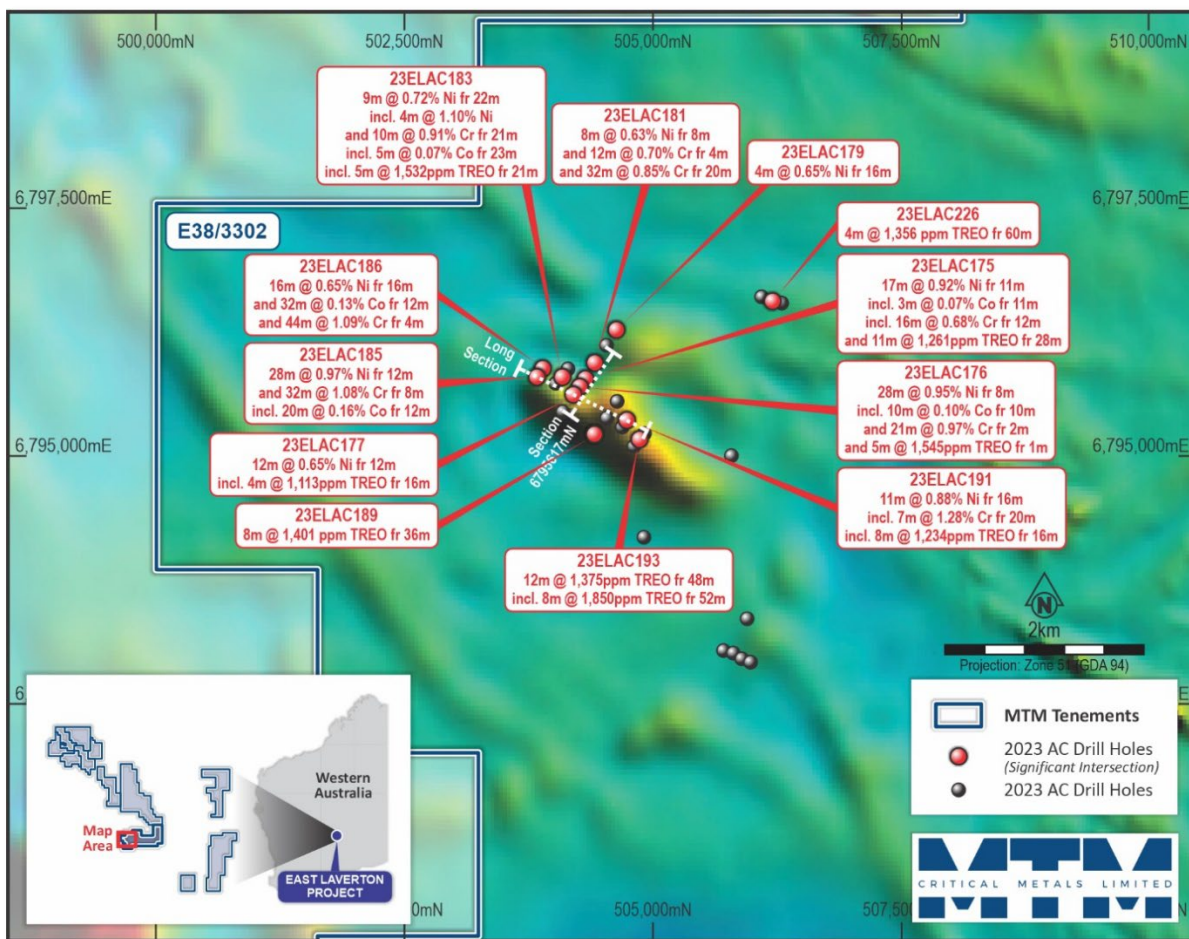 500,000mN
502,500mN
505,000mN
507,500mN
510,000mN
23ELAC183
9m @ 0.72% Ni fr 22m
incl. 4m @ 1.10% Ni
and 10m @ 0.91% Cr fr 21m
incl. 5m @ 0.07% Co fr 23m
incl. 5m @ 1,532ppm TREO fr 21m
23ELAC181
8m @ 0.63% Ni fr 8m
and 12m @ 0.70% Cr fr 4m
and 32m @ 0.85% Cr fr 20m
23ELAC179
4m @ 0.65% Ni fr 16m
6,797,500mE
6,797,500mE
E38/3302
23ELAC226
4m @ 1,356 ppm TREO fr 60m
23ELAC186
16m @ 0.65% Ni fr 16m
and 32m @ 0.13% Co fr 12m
and 44m @ 1.09% Cr fr 4m
23ELAC175
17m @ 0.92% Ni fr 11m
incl. 3m @ 0.07% Co fr 11m
incl. 16m @ 0.68% Cr fr 12m
and 11m @ 1,261ppm TREO fr 28m
Long
Section
23ELAC185
28m @ 0.97% Ni fr 12m
and 32m @ 1.08% Cr fr 8m
incl. 20m @ 0.16% Co fr 12m
23ELAC176
28m @ 0.95% Ni fr 8m
incl. 10m @ 0.10% Co fr 10m
and 21m @ 0.97% Cr fr 2m
and 5m @ 1,545ppm TREO fr 1m
Section
6795617mN
6,795,000mE
6,795,000mE
23ELAC177
12m @ 0.65% Ni fr 12m
incl. 4m @ 1,113ppm TREO fr 16m
23ELAC191
11m @ 0.88% Ni fr 16m
incl. 7m @ 1.28% Cr fr 20m
incl. 8m @ 1,234ppm TREO fr 16m
23ELAC189
8m @ 1,401 ppm TREO fr 36m
23ELAC193
12m @ 1,375ppm TREO fr 48m
incl. 8m @ 1,850ppm TREO fr 52m
N
2km
Projection: Zone 51 (GDA 94)
MTM Tenements
2023 AC Drill Holes
(Significant Intersection)
2023 AC Drill Holes
Western
Australia
Map
Area
EAST LAVERTON
PROJECT
MTM
CRITICAL METALS LIMITED
505,000mN